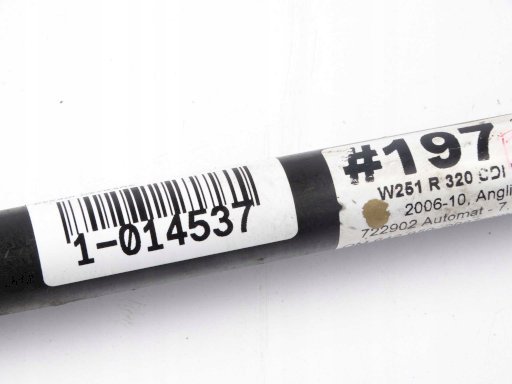 1-014537
#197
W251 R 320 CDI
2006-10, Angli
722902 Automat - 7.